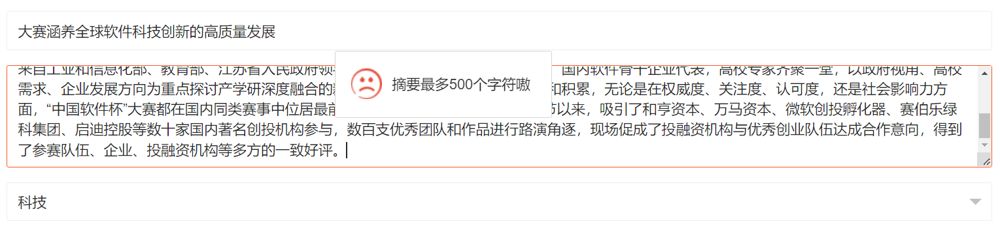 大赛涵养全球软件科技创新的高质量发展
来自工业和信息化部、教育部、江苏省人民政府领
国内软件骨干企业代表，高校专家齐聚一堂，以政府视角、高校
摘要最多500个字符嗷
需求、企业发展方向为重点探讨产学研深度融合的
和积累，无论是在权威度、关注度、认可度，还是社会影响力方
面，“中国软件杯”大赛都在国内同类赛事中位居最前
以来，吸引了和亨资本、万马资本、微软创投孵化器、赛伯乐绿
科集团、启迪控股等数十家国内著名创投机构参与，数百支优秀团队和作品进行路演角逐，现场促成了投融资机构与优秀创业队伍达成合作意向，得到
了参赛队伍、企业、投融资机构等多方的一致好评。
科技